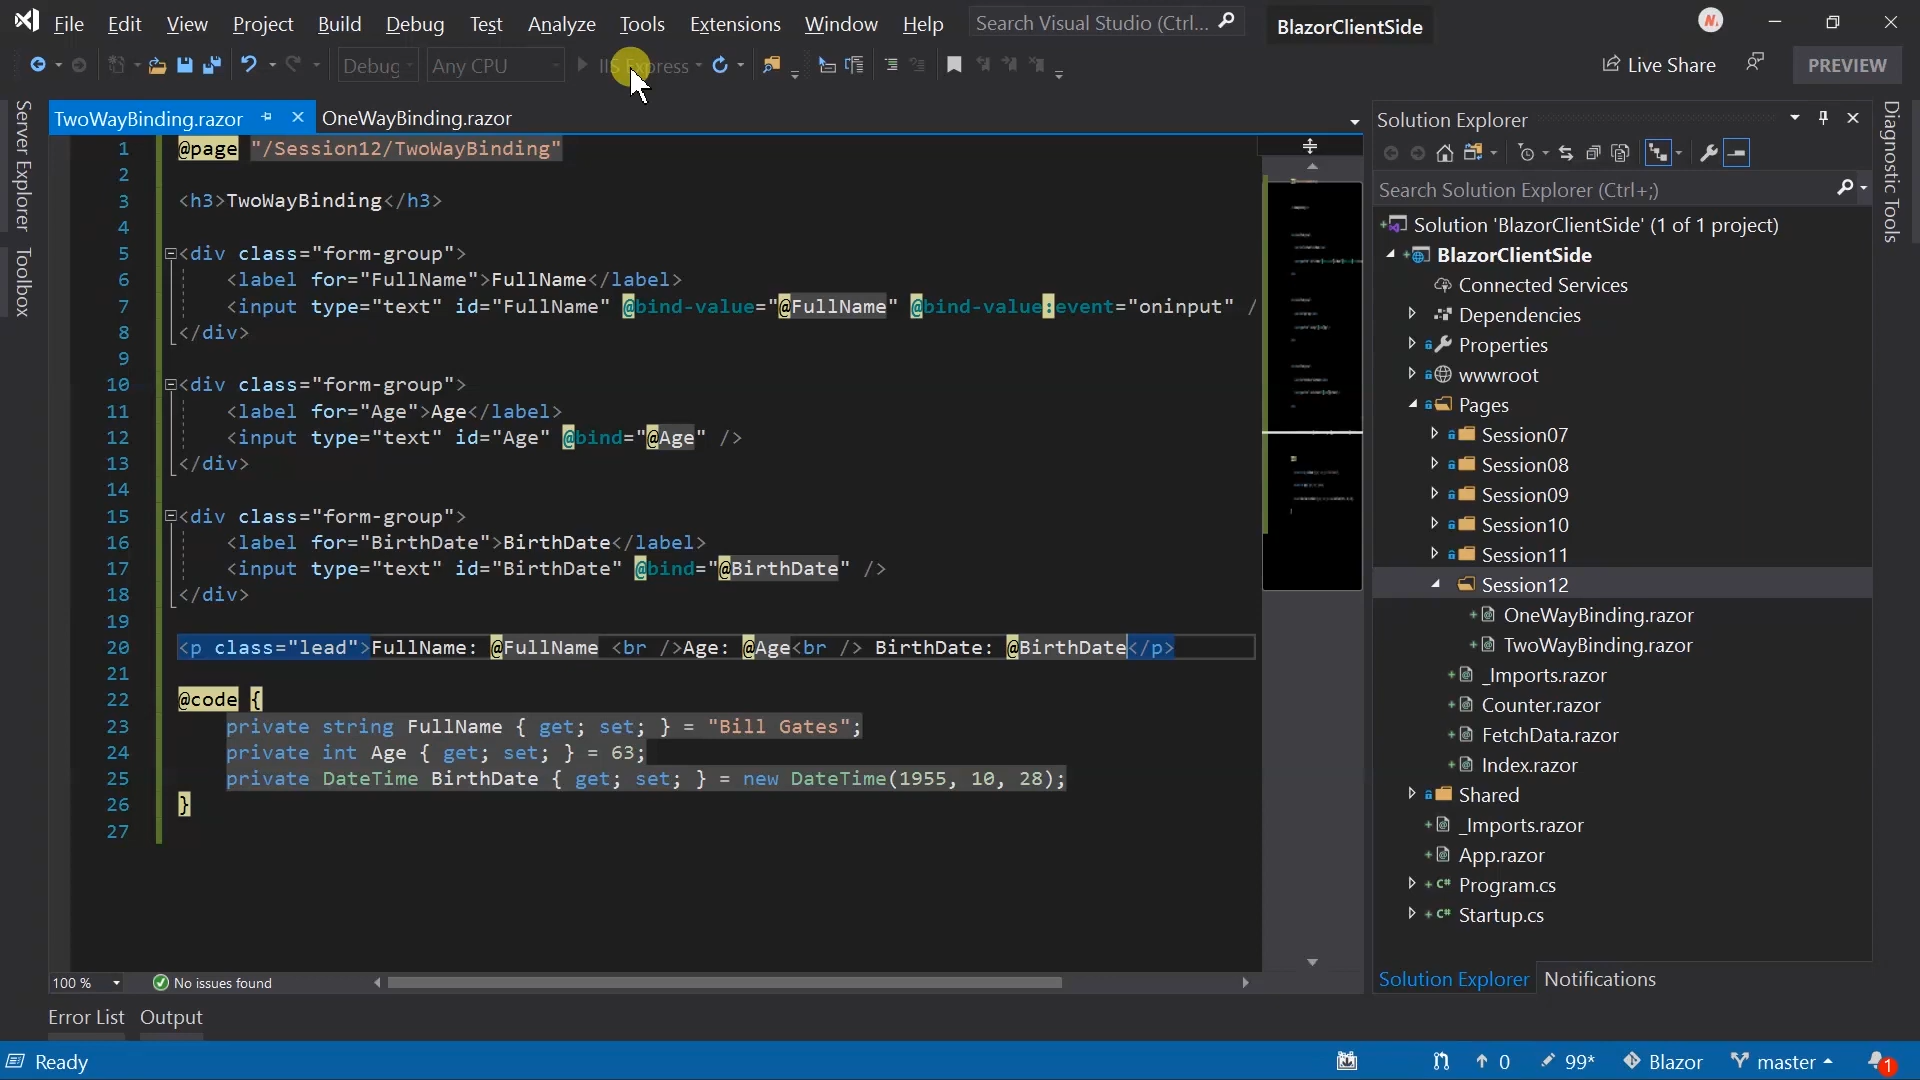 File Edit View Project Build Debug Test Analyze Tools Extensions Window Help Search Visual Studio (Ctrl... BlazorClientSide
Debug Any CPU IIS Express Live Share PREVIEW
Server Explorer
Toolbox
TwoWayBinding.razor OneWayBinding.razor
1 @page "/Session12/TwoWayBinding"
2
3 <h3>TwoWayBinding</h3>
4
5 <div class="form-group">
6 <label for="FullName">FullName</label>
7 <input type="text" id="FullName" @bind-value="@FullName" @bind-value:event="oninput" /
8 </div>
9
10 <div class="form-group">
11 <label for="Age">Age</label>
12 <input type="text" id="Age" @bind="@Age" />
13 </div>
14
15 <div class="form-group">
16 <label for="BirthDate">BirthDate</label>
17 <input type="text" id="BirthDate" @bind="@BirthDate" />
18 </div>
19
20 <p class="lead">FullName: @FullName <br />Age: @Age<br /> BirthDate: @BirthDate</p>
21
22 @code {
23 private string FullName { get; set; } = "Bill Gates";
24 private int Age { get; set; } = 63;
25 private DateTime BirthDate { get; set; } = new DateTime(1955, 10, 28);
26 }
27
100 % No issues found
Error List Output
Solution Explorer
Search Solution Explorer (Ctrl+;)
Solution 'BlazorClientSide' (1 of 1 project)
BlazorClientSide
Connected Services
Dependencies
Properties
wwwroot
Pages
Session07
Session08
Session09
Session10
Session11
Session12
OneWayBinding.razor
TwoWayBinding.razor
_Imports.razor
Counter.razor
FetchData.razor
Index.razor
Shared
_Imports.razor
App.razor
C# Program.cs
C# Startup.cs
Solution Explorer Notifications
Diagnostic Tools
Ready 0 99* Blazor master 1